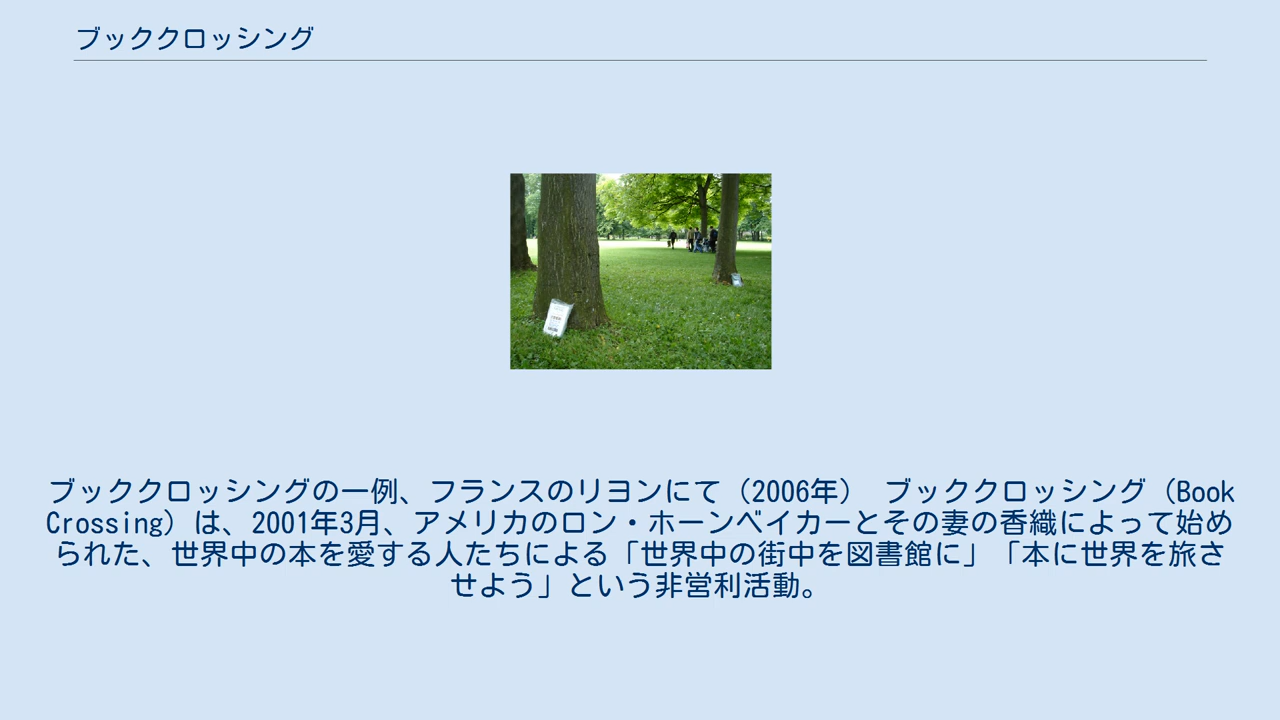 ブッククロッシング
ブッククロッシングの一例、フランスのリヨンにて（2006年） ブッククロッシング（Book
Crossing）は、2001年3月、アメリカのロン・ホーンベイカーとその妻の香織によって始め
られた、世界中の本を愛する人たちによる「世界中の街中を図書館に」「本に世界を旅さ
せよう」という非営利活動。